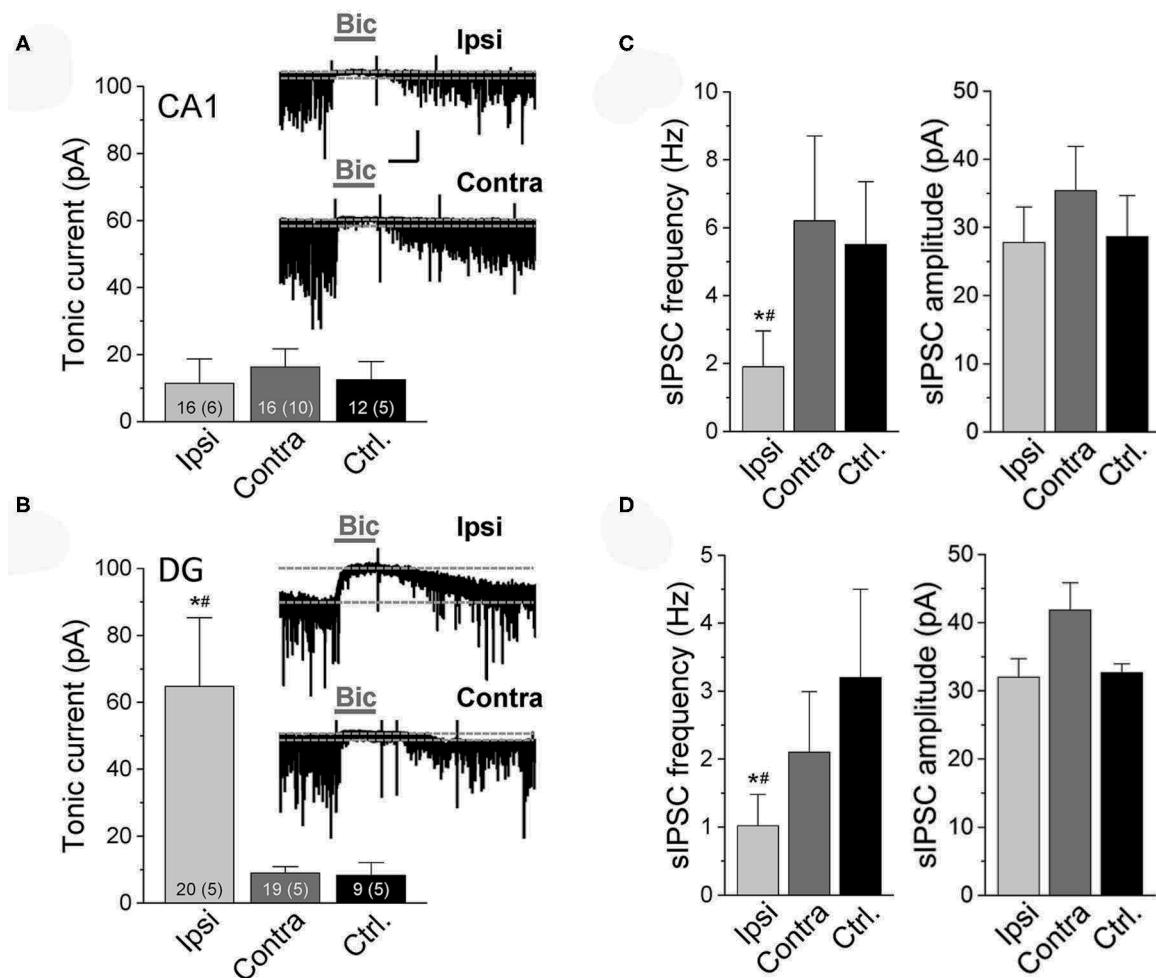 A
CA1
Tonic current (pA)
100
80
60
40
20
0
Bic
Ipsi
Bic
Contra
16 (6)
16 (10)
12 (5)
Ipsi
Contra
Ctrl.
B
DG
Tonic current (pA)
100
80
60
40
20
0
*#
Bic
Ipsi
Bic
Contra
20 (5)
19 (5)
9 (5)
Ipsi
Contra
Ctrl.
C
sIPSC frequency (Hz)
10
8
6
4
2
0
*#
Ipsi
Contra
Ctrl.
sIPSC amplitude (pA)
50
40
30
20
10
0
Ipsi
Contra
Ctrl.
D
sIPSC frequency (Hz)
5
4
3
2
1
0
*#
Ipsi
Contra
Ctrl.
sIPSC amplitude (pA)
50
40
30
20
10
0
Ipsi
Contra
Ctrl.